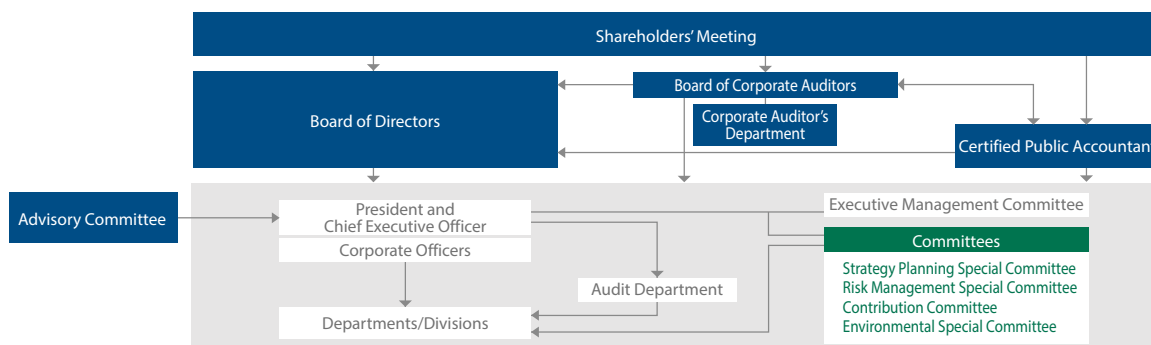 Shareholders' Meeting
Board of Directors
Board of Corporate Auditors
Corporate Auditor's
Department
Certified Public Accountant
Advisory Committee
President and
Chief Executive Officer
Corporate Officers
Audit Department
Departments/Divisions
Executive Management Committee
Committees
Strategy Planning Special Committee
Risk Management Special Committee
Contribution Committee
Environmental Special Committee